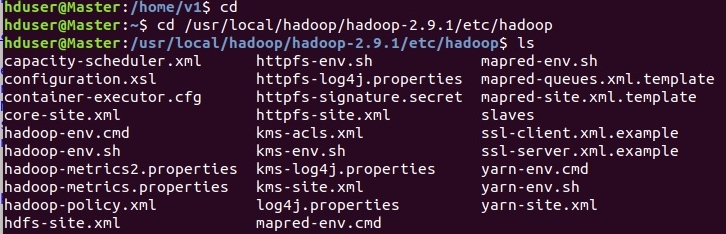 hduser@Master:/home/v1$ cd
hduser@Master:~$ cd /usr/local/hadoop/hadoop-2.9.1/etc/hadoop
hduser@Master:/usr/local/hadoop/hadoop-2.9.1/etc/hadoop$ ls
capacity-scheduler.xml httpfs-env.sh mapred-env.sh
configuration.xsl httpfs-log4j.properties mapred-queues.xml.template
container-executor.cfg httpfs-signature.secret mapred-site.xml.template
core-site.xml httpfs-site.xml slaves
hadoop-env.cmd kms-acls.xml ssl-client.xml.example
hadoop-env.sh kms-env.sh ssl-server.xml.example
hadoop-metrics2.properties kms-log4j.properties yarn-env.cmd
hadoop-metrics.properties kms-site.xml yarn-env.sh
hadoop-policy.xml log4j.properties yarn-site.xml
hdfs-site.xml mapred-env.cmd